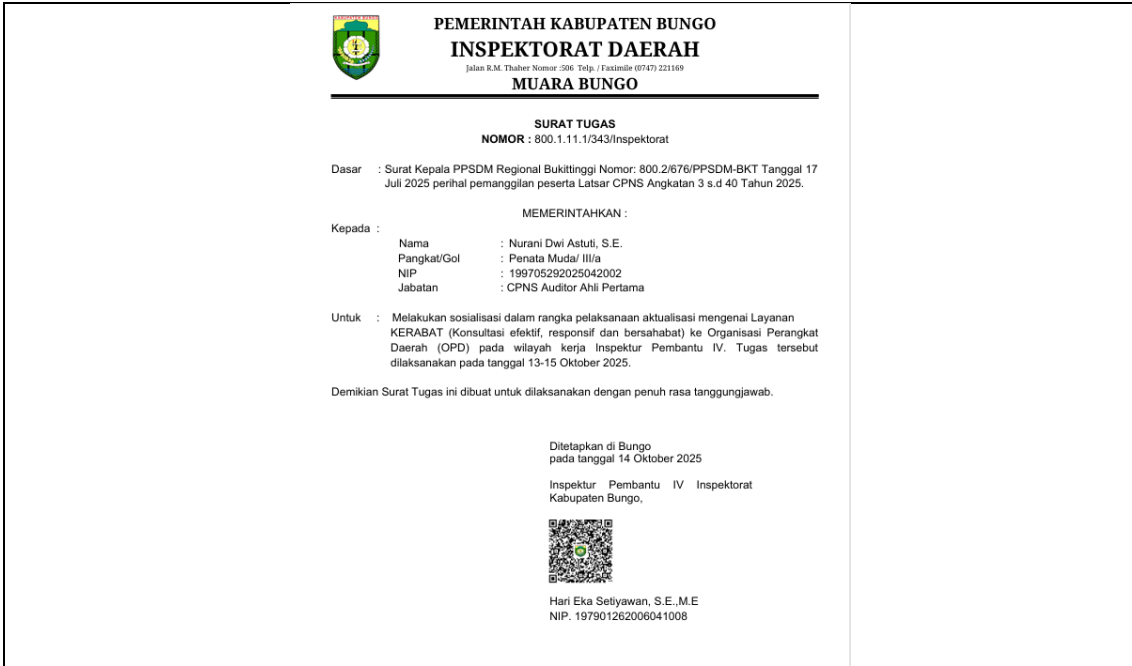 PEMERINTAH KABUPATEN BUNGO
INSPEKTORAT DAERAH
Jalan R.M. Thaher Nomor :506 Telp. / Faximile (0747) 221169
MUARA BUNGO
SURAT TUGAS
NOMOR : 800.1.11.1/343/Inspektorat
Dasar : Surat Kepala PPSDM Regional Bukittinggi Nomor: 800.2/676/PPSDM-BKT Tanggal 17
Juli 2025 perihal pemanggilan peserta Latsar CPNS Angkatan 3 s.d 40 Tahun 2025.
MEMERINTAHKAN :
Kepada :
Nama : Nurani Dwi Astuti, S.E.
Pangkat/Gol : Penata Muda/ III/a
NIP : 199705292025042002
Jabatan : CPNS Auditor Ahli Pertama
Untuk : Melakukan sosialisasi dalam rangka pelaksanaan aktualisasi mengenai Layanan
KERABAT (Konsultasi efektif, responsif dan bersahabat) ke Organisasi Perangkat
Daerah (OPD) pada wilayah kerja Inspektur Pembantu IV. Tugas tersebut
dilaksanakan pada tanggal 13-15 Oktober 2025.
Demikian Surat Tugas ini dibuat untuk dilaksanakan dengan penuh rasa tanggungjawab.
Ditetapkan di Bungo
pada tanggal 14 Oktober 2025
Inspektur Pembantu IV Inspektorat
Kabupaten Bungo,
Hari Eka Setiyawan, S.E.,M.E
NIP. 197901262006041008